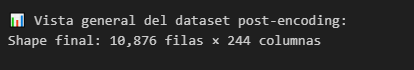 📊 Vista general del dataset post-encoding:
Shape final: 10,876 filas × 244 columnas